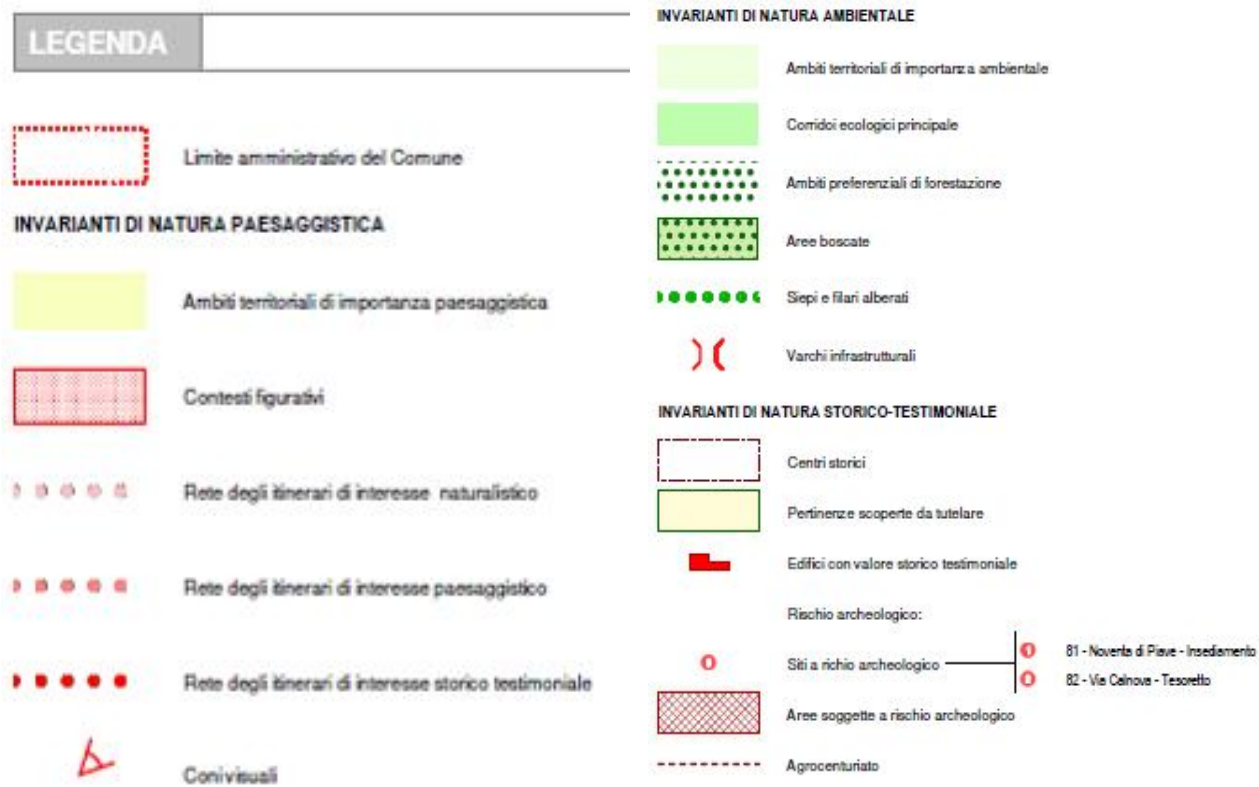 LEGENDA
Limite amministrativo del Comune
INVARIANTI DI NATURA PAESAGGISTICA
Ambiti territoriali di importanza paesaggistica
Contesti figurativi
Rete degli itinerari di interesse naturalistico
Rete degli itinerari di interesse paesaggistico
Rete degli itinerari di interesse storico testimoniale
Coni visuali
INVARIANTI DI NATURA AMBIENTALE
Ambiti territoriali di importanza ambientale
Corridoi ecologici principale
Ambiti preferenziali di forestazione
Aree boscate
Siepi e filari alberati
Varchi infrastrutturali
INVARIANTI DI NATURA STORICO-TESTIMONIALE
Centri storici
Pertinenze scoperte da tutelare
Edifici con valore storico testimoniale
Rischio archeologico:
Siti a richio archeologico
81 - Noventa di Piave - Insediamento
82 - Via Calnova - Tesoretto
Aree soggette a rischio archeologico
Agrocenturiato